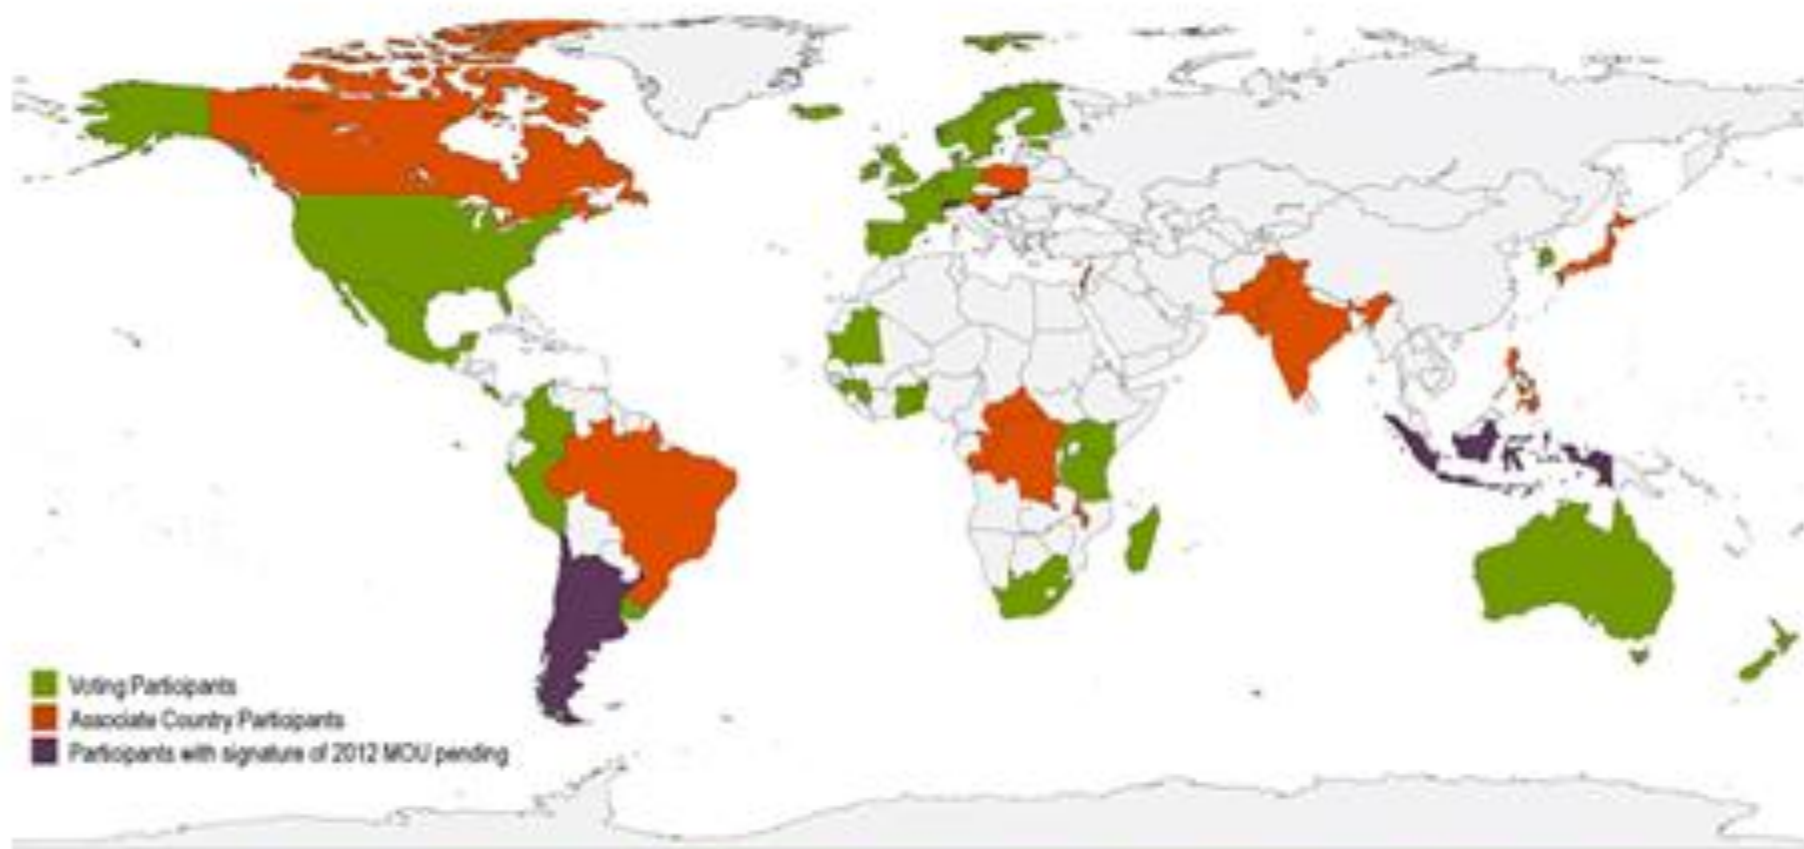 Voting Participants
Associate Country Participants
Participants with signature of 2012 MOU pending